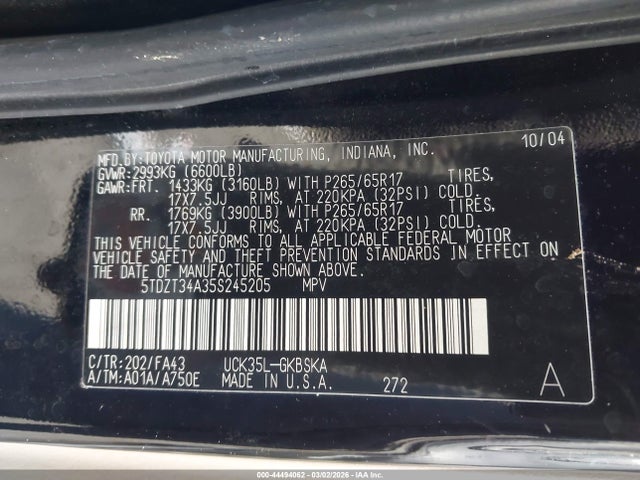 MFD.BY:TOYOTA MOTOR MANUFACTURING, INDIANA, INC. 10/04
GVWR:2993KG (6600LB)
GAWR:FRT. 1433KG (3160LB) WITH P265/65R17 TIRES,
17X7.5JJ RIMS, AT 220KPA (32PSI) COLD.
RR. 1769KG (3900LB) WITH P265/65R17 TIRES,
17X7.5JJ RIMS, AT 220KPA (32PSI) COLD.
THIS VEHICLE CONFORMS TO ALL APPLICABLE FEDERAL MOTOR
VEHICLE SAFETY AND THEFT PREVENTION STANDARDS IN EFFECT ON
THE DATE OF MANUFACTURE SHOWN ABOVE.
5TDZT34A35S245205 MPV
C/TR:202/FA43 UCK35L-GKBSKA
A/TM:A01A/A750E MADE IN U.S.A. 272 A
000-44494062 - 03/02/2026 - IAA Inc.